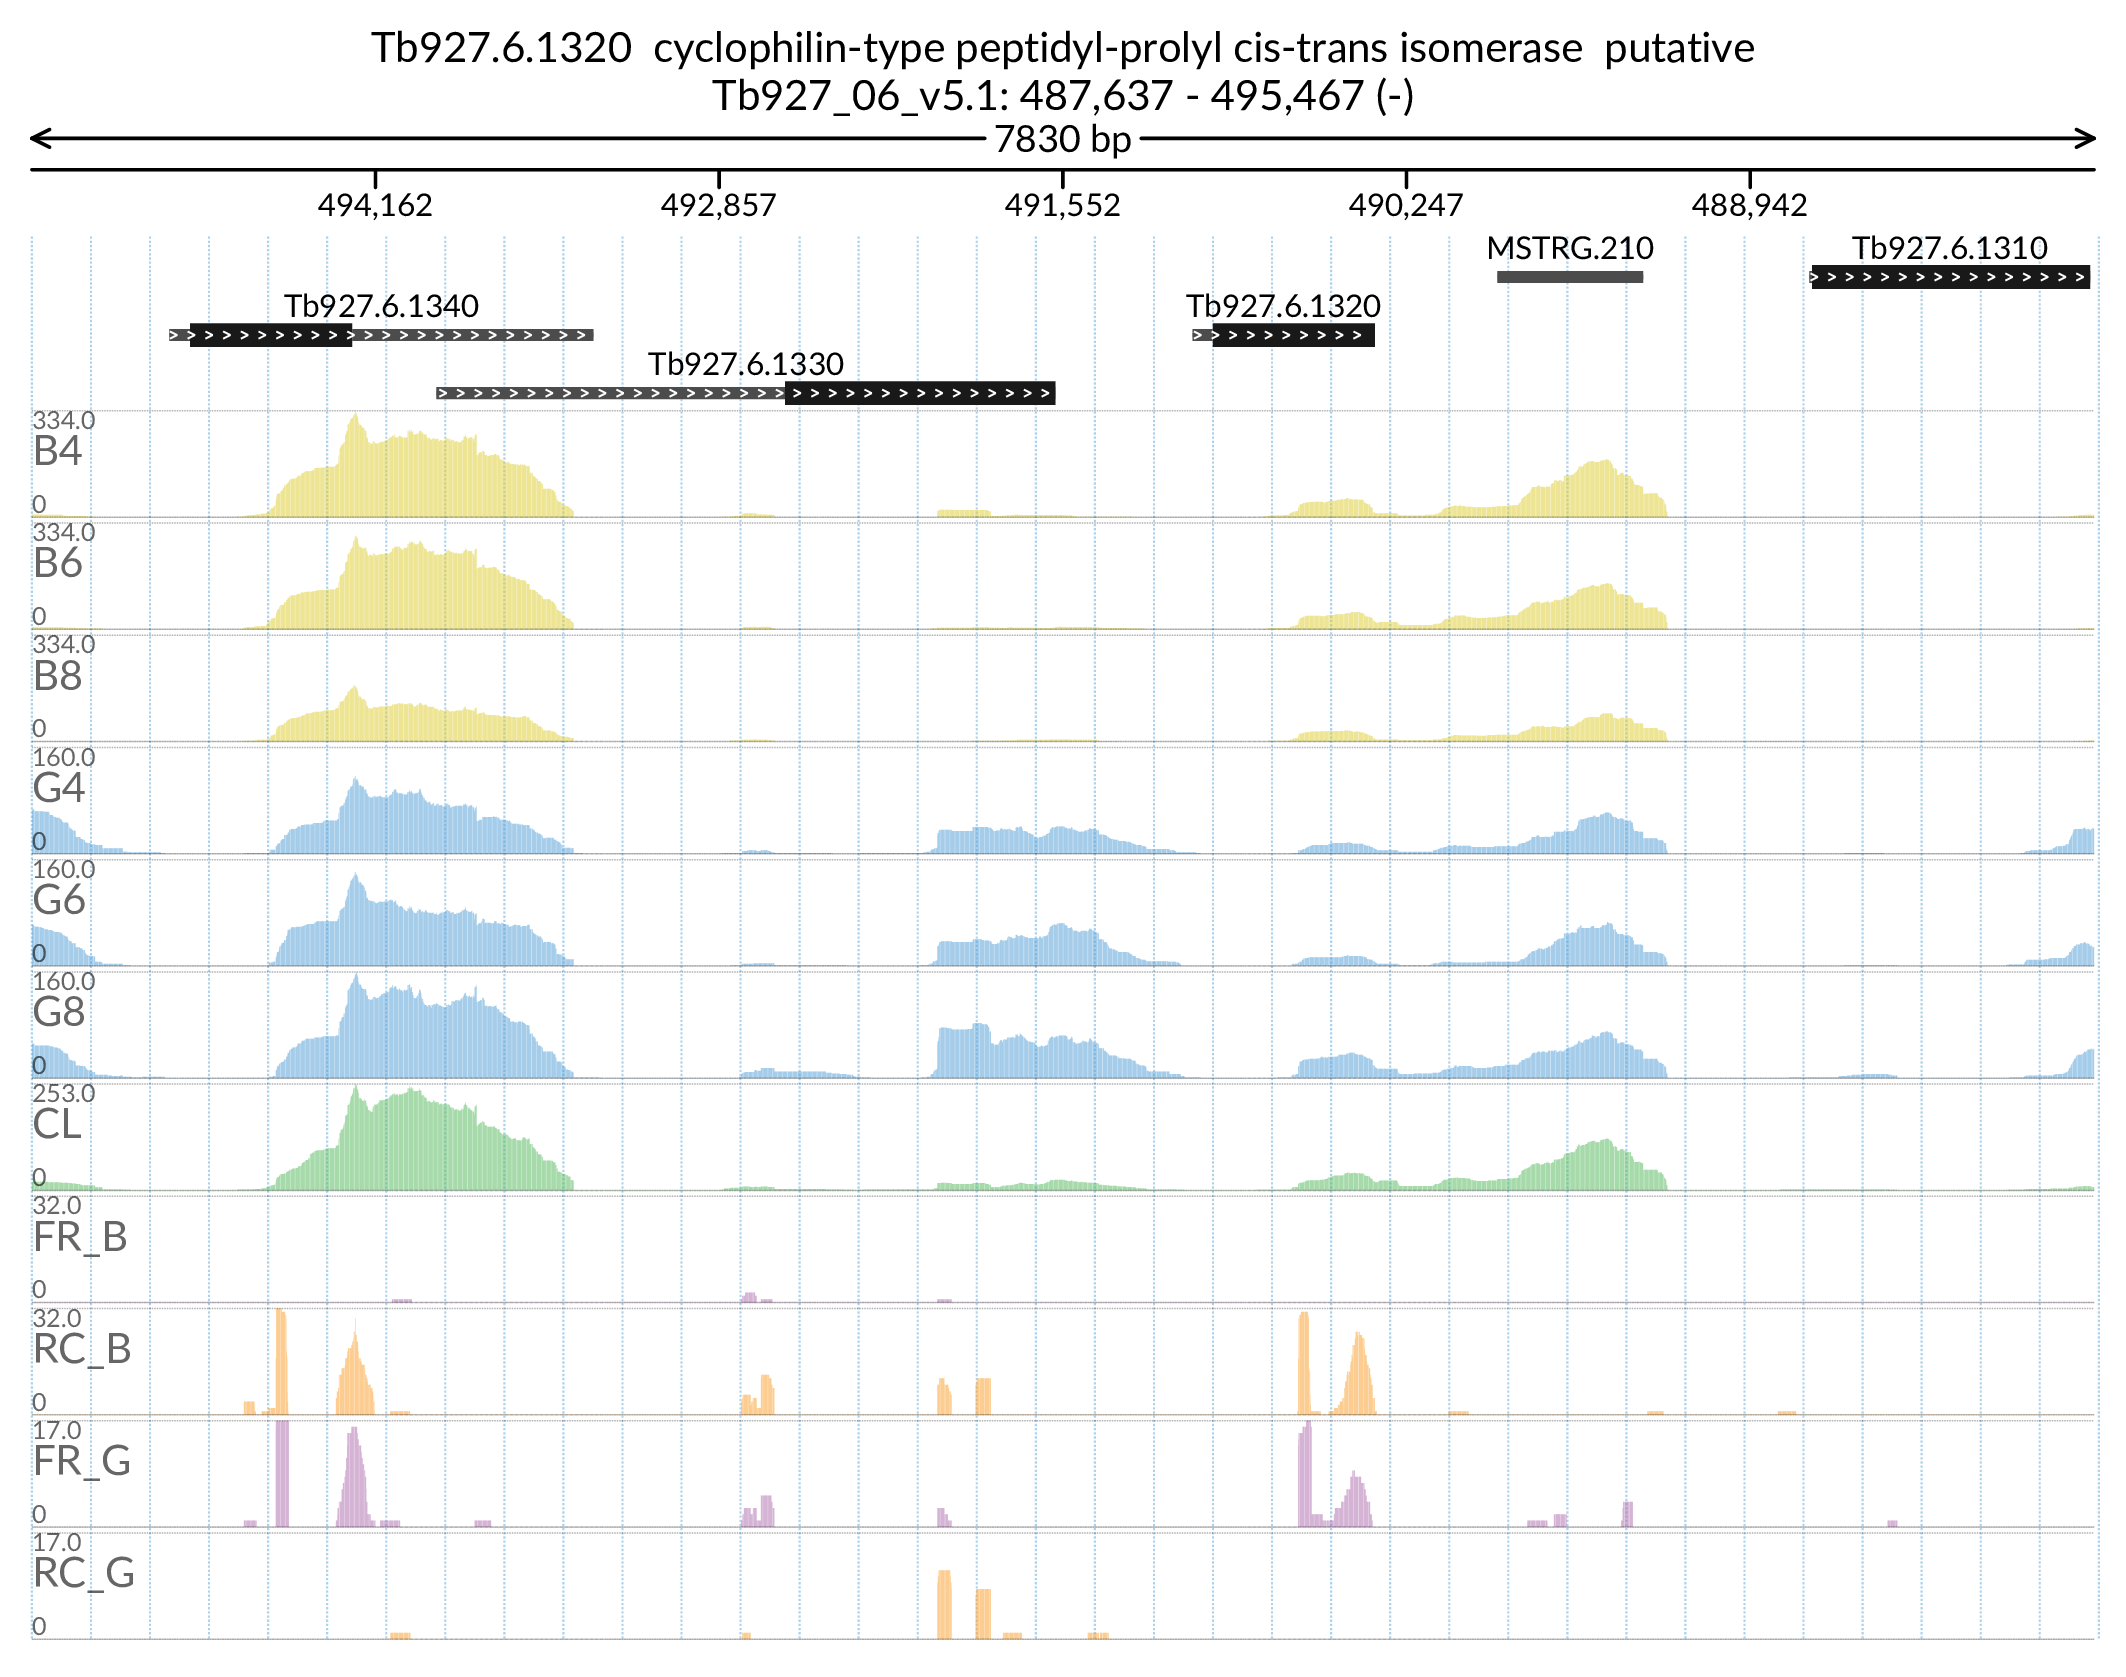 Tb927.6.1320  cyclophilin-type peptidyl-prolyl cis-trans isomerase  putative
Tb927_06_v5.1: 487,637 - 495,467 (-)
7830 bp
494,162 492,857 491,552 490,247 488,942
MSTRG.210 Tb927.6.1310
Tb927.6.1340 Tb927.6.1320
Tb927.6.1330
334.0
B4
0
334.0
B6
0
334.0
B8
0
160.0
G4
0
160.0
G6
0
160.0
G8
0
253.0
CL
0
32.0
FR_B
0
32.0
RC_B
0
17.0
FR_G
0
17.0
RC_G
0